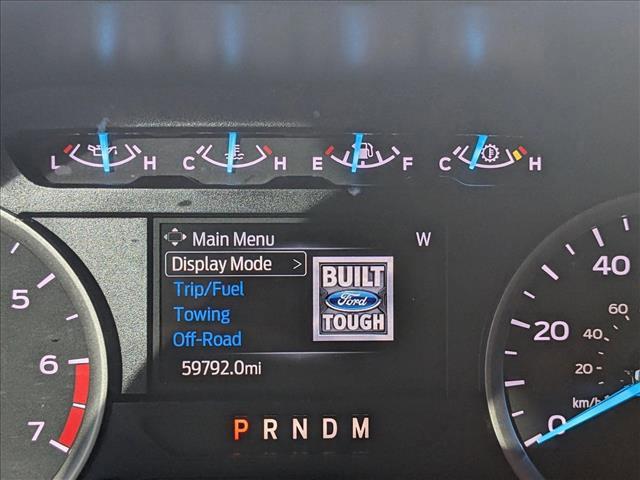 L H C H E F C H
Main Menu W
Display Mode >
Trip/Fuel
Towing
Off-Road
59792.0mi
BUILT
Ford
TOUGH
P R N D M
5
6
7
40
20
0
60
40
20
km/h